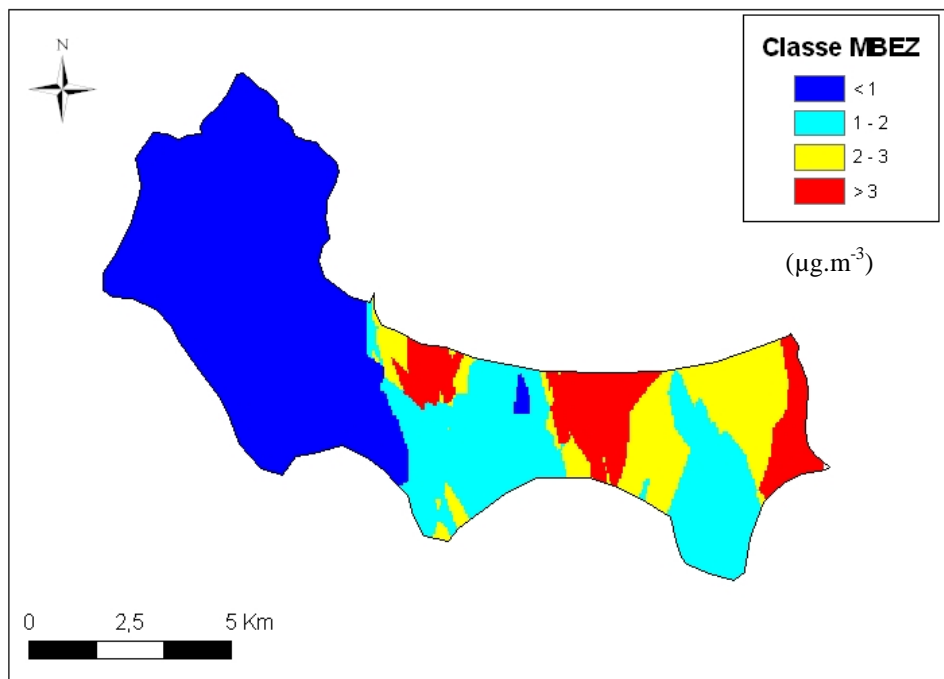 N
Classe MBEZ
< 1
1 - 2
2 - 3
> 3
(µg.m-3)
0 2,5 5 Km